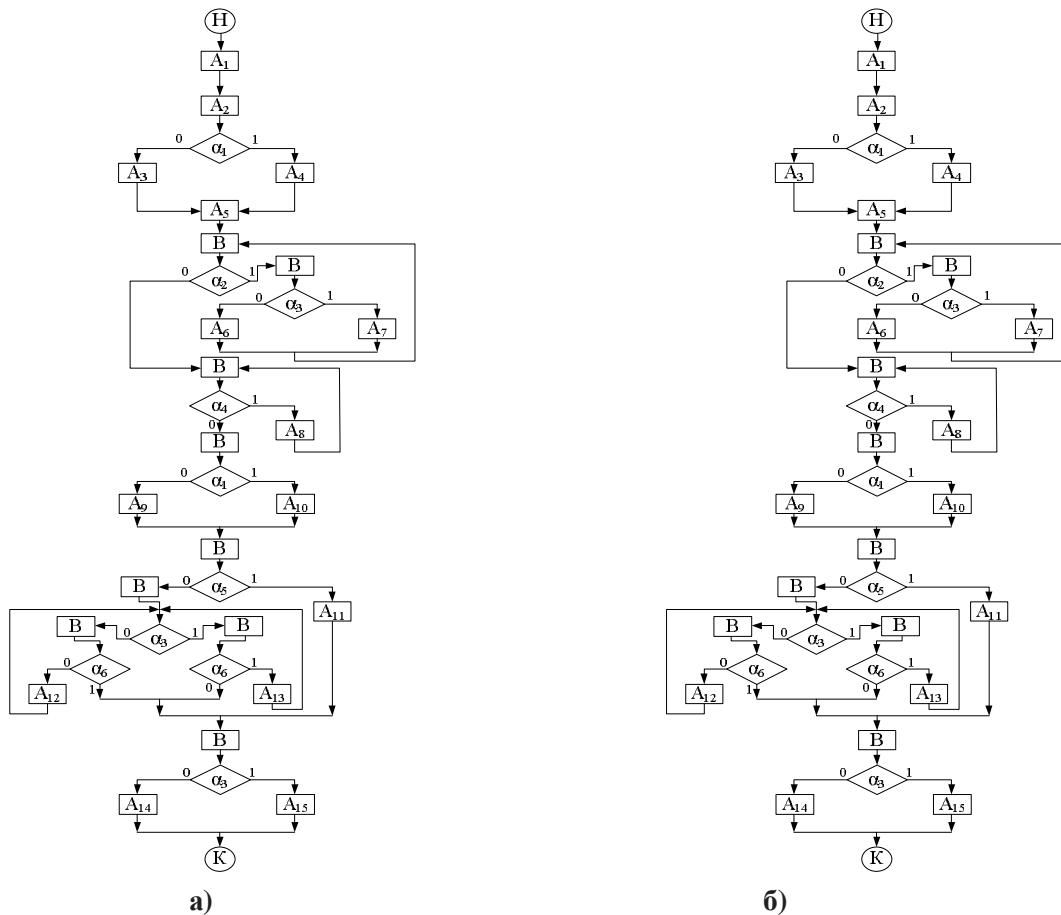 Н Н
A₁ A₁
A₂ A₂
0 α₁ 1 0 α₁ 1
A₃ A₄ A₃ A₄
A₅ A₅
B B
0 α₂ 1 B 0 α₂ 1 B
0 α₃ 1 0 α₃ 1
A₆ A₇ A₆ A₇
B B
α₄ 1 α₄ 1
0 A₈ 0 A₈
B B
0 α₁ 1 0 α₁ 1
A₉ A₁₀ A₉ A₁₀
B B
B 0 α₅ 1 B 0 α₅ 1
A₁₁ A₁₁
B 0 α₃ 1 B B 0 α₃ 1 B
0 α₆ α₆ 1 0 α₆ α₆ 1
A₁₂ 1 0 A₁₃ A₁₂ 1 0 A₁₃
B B
0 α₃ 1 0 α₃ 1
A₁₄ A₁₅ A₁₄ A₁₅
К К
а) б)